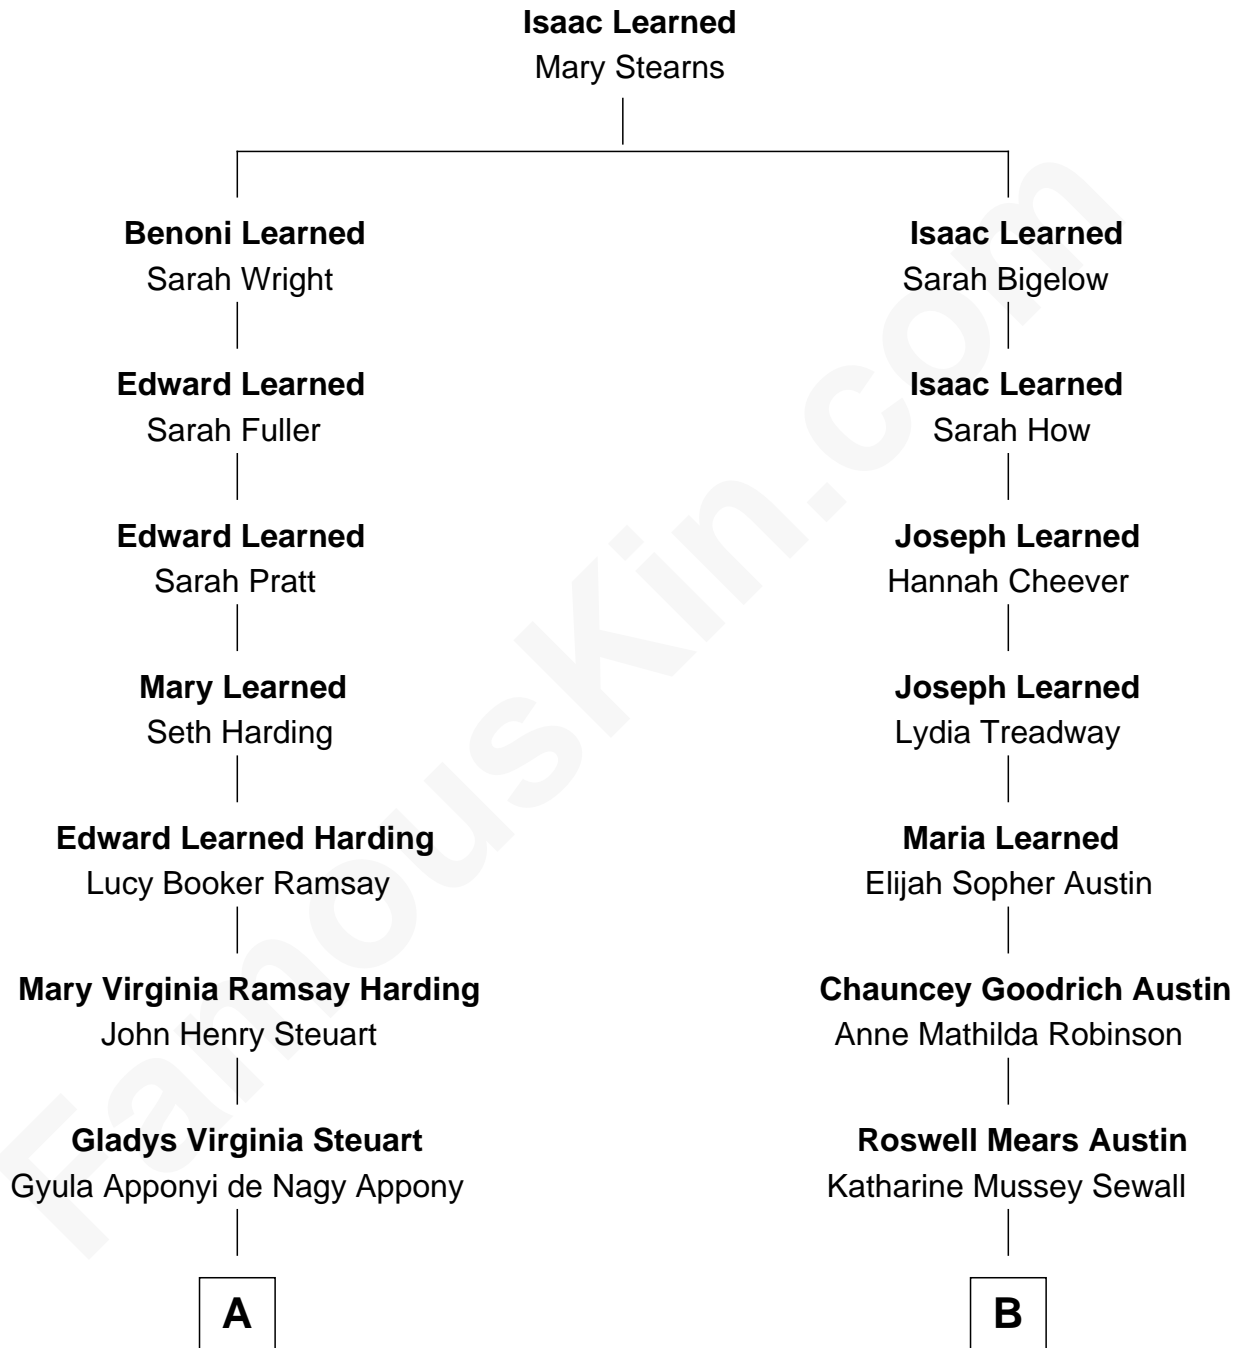 Isaac Learned
Mary Stearns
Benoni Learned
Sarah Wright
Isaac Learned
Sarah Bigelow
Edward Learned
Sarah Fuller
Isaac Learned
Sarah How
Edward Learned
Sarah Pratt
Joseph Learned
Hannah Cheever
Mary Learned
Seth Harding
Joseph Learned
Lydia Treadway
Edward Learned Harding
Lucy Booker Ramsay
Maria Learned
Elijah Sopher Austin
Mary Virginia Ramsay Harding
John Henry Steuart
Chauncey Goodrich Austin
Anne Mathilda Robinson
Gladys Virginia Steuart
Gyula Apponyi de Nagy Appony
Roswell Mears Austin
Katharine Mussey Sewall
A
B
FamousKin.com